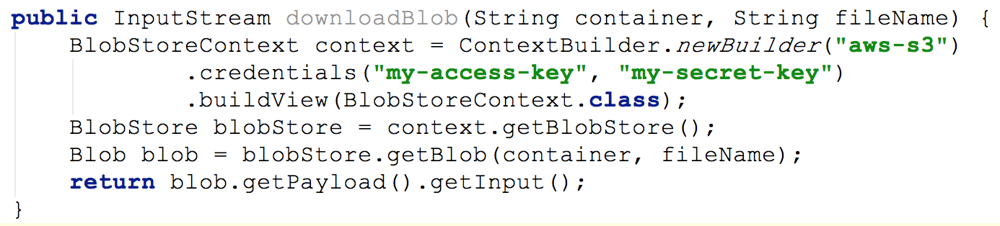 public InputStream downloadBlob(String container, String fileName) {
    BlobStoreContext context = ContextBuilder.newBuilder("aws-s3")
            .credentials("my-access-key", "my-secret-key")
            .buildView(BlobStoreContext.class);
    BlobStore blobStore = context.getBlobStore();
    Blob blob = blobStore.getBlob(container, fileName);
    return blob.getPayload().getInput();
}